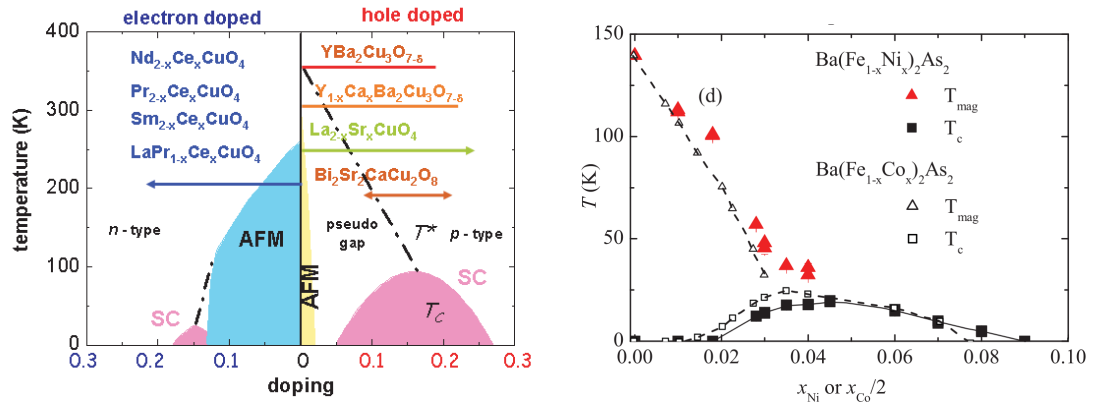 electron doped
hole doped
400
350
300
250
200
150
100
50
0
temperature (K)
Nd2-xCexCuO4
Pr2-xCexCuO4
Sm2-xCexCuO4
LaPr1-xCexCuO4
YBa2Cu3O7-δ
Y1-xCaxBa2Cu3O7-δ
La2-xSrxCuO4
Bi2Sr2CaCu2O8
n - type
AFM
pseudo
gap
T*
p - type
SC
AFM
SC
TC
0.3
0.2
0.1
0
0.1
0.2
0.3
doping
150
100
50
0
T (K)
(d)
Ba(Fe1-xNix)2As2
Tmag
Tc
Ba(Fe1-xCox)2As2
Tmag
Tc
0.00
0.02
0.04
0.06
0.08
0.10
xNi or xCo/2